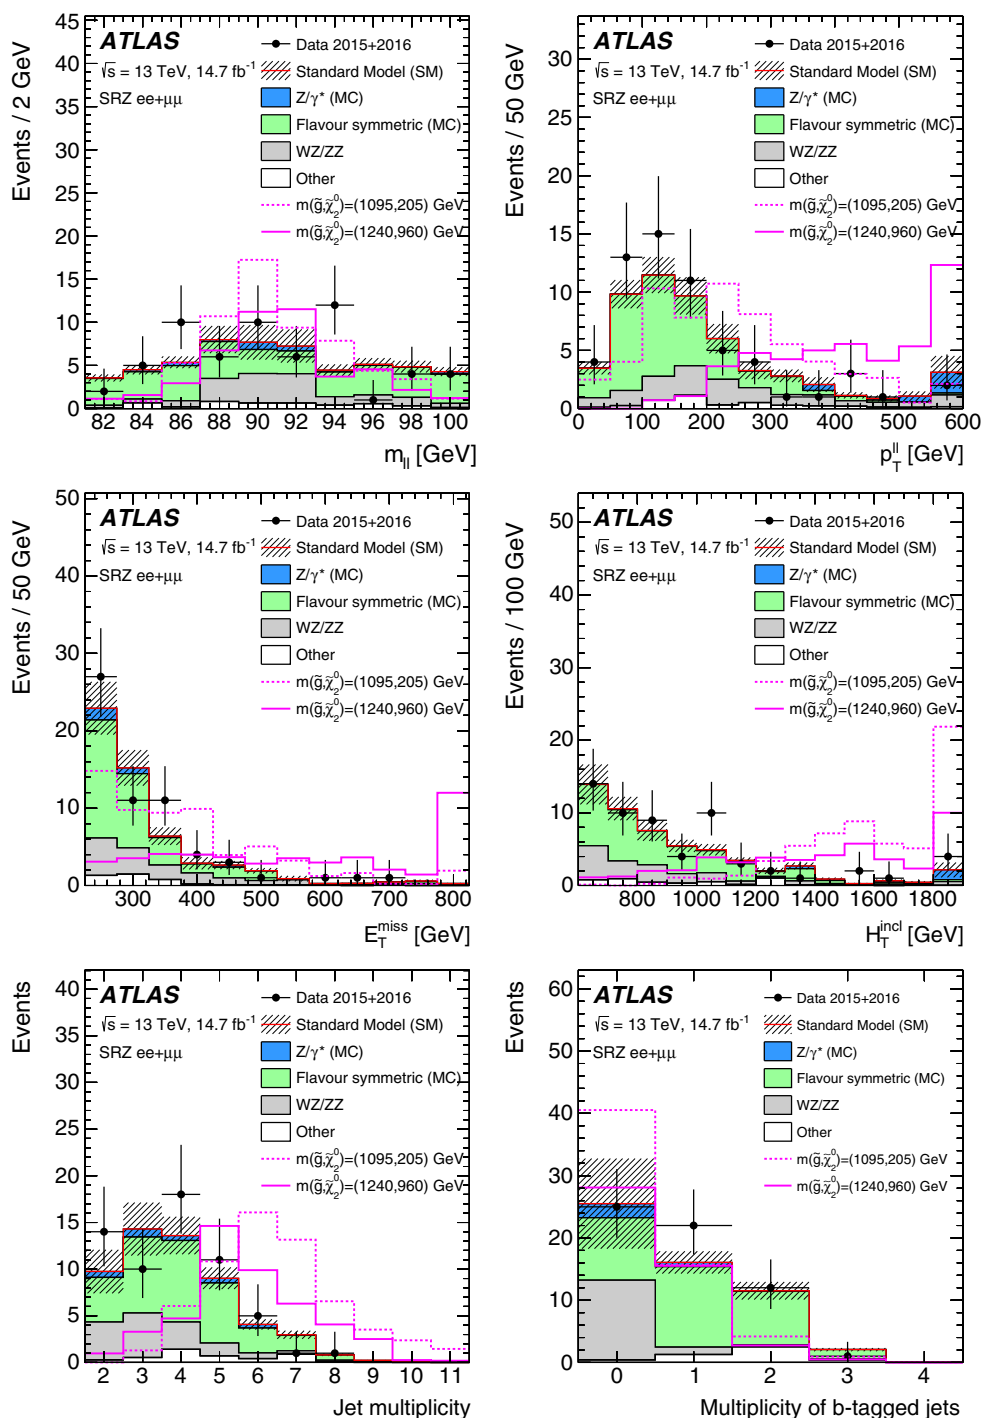 Events / 2 GeV
45
40
35
30
25
20
15
10
5
0
ATLAS
√s = 13 TeV, 14.7 fb⁻¹
SRZ ee+μμ
Data 2015+2016
Standard Model (SM)
Z/γ* (MC)
Flavour symmetric (MC)
WZ/ZZ
Other
m(g̃,χ̃⁰₂)=(1095,205) GeV
m(g̃,χ̃⁰₂)=(1240,960) GeV
82 84 86 88 90 92 94 96 98 100
m_ll [GeV]
Events / 50 GeV
30
25
20
15
10
5
0
ATLAS
√s = 13 TeV, 14.7 fb⁻¹
SRZ ee+μμ
Data 2015+2016
Standard Model (SM)
Z/γ* (MC)
Flavour symmetric (MC)
WZ/ZZ
Other
m(g̃,χ̃⁰₂)=(1095,205) GeV
m(g̃,χ̃⁰₂)=(1240,960) GeV
0 100 200 300 400 500 600
p_T^ll [GeV]
Events / 50 GeV
50
40
30
20
10
0
ATLAS
√s = 13 TeV, 14.7 fb⁻¹
SRZ ee+μμ
Data 2015+2016
Standard Model (SM)
Z/γ* (MC)
Flavour symmetric (MC)
WZ/ZZ
Other
m(g̃,χ̃⁰₂)=(1095,205) GeV
m(g̃,χ̃⁰₂)=(1240,960) GeV
300 400 500 600 700 800
E_T^miss [GeV]
Events / 100 GeV
50
40
30
20
10
0
ATLAS
√s = 13 TeV, 14.7 fb⁻¹
SRZ ee+μμ
Data 2015+2016
Standard Model (SM)
Z/γ* (MC)
Flavour symmetric (MC)
WZ/ZZ
Other
m(g̃,χ̃⁰₂)=(1095,205) GeV
m(g̃,χ̃⁰₂)=(1240,960) GeV
600 800 1000 1200 1400 1600 1800
H_T^incl [GeV]
Events
40
35
30
25
20
15
10
5
0
ATLAS
√s = 13 TeV, 14.7 fb⁻¹
SRZ ee+μμ
Data 2015+2016
Standard Model (SM)
Z/γ* (MC)
Flavour symmetric (MC)
WZ/ZZ
Other
m(g̃,χ̃⁰₂)=(1095,205) GeV
m(g̃,χ̃⁰₂)=(1240,960) GeV
2 3 4 5 6 7 8 9 10 11
Jet multiplicity
Events
60
50
40
30
20
10
0
ATLAS
√s = 13 TeV, 14.7 fb⁻¹
SRZ ee+μμ
Data 2015+2016
Standard Model (SM)
Z/γ* (MC)
Flavour symmetric (MC)
WZ/ZZ
Other
m(g̃,χ̃⁰₂)=(1095,205) GeV
m(g̃,χ̃⁰₂)=(1240,960) GeV
0 1 2 3 4
Multiplicity of b-tagged jets